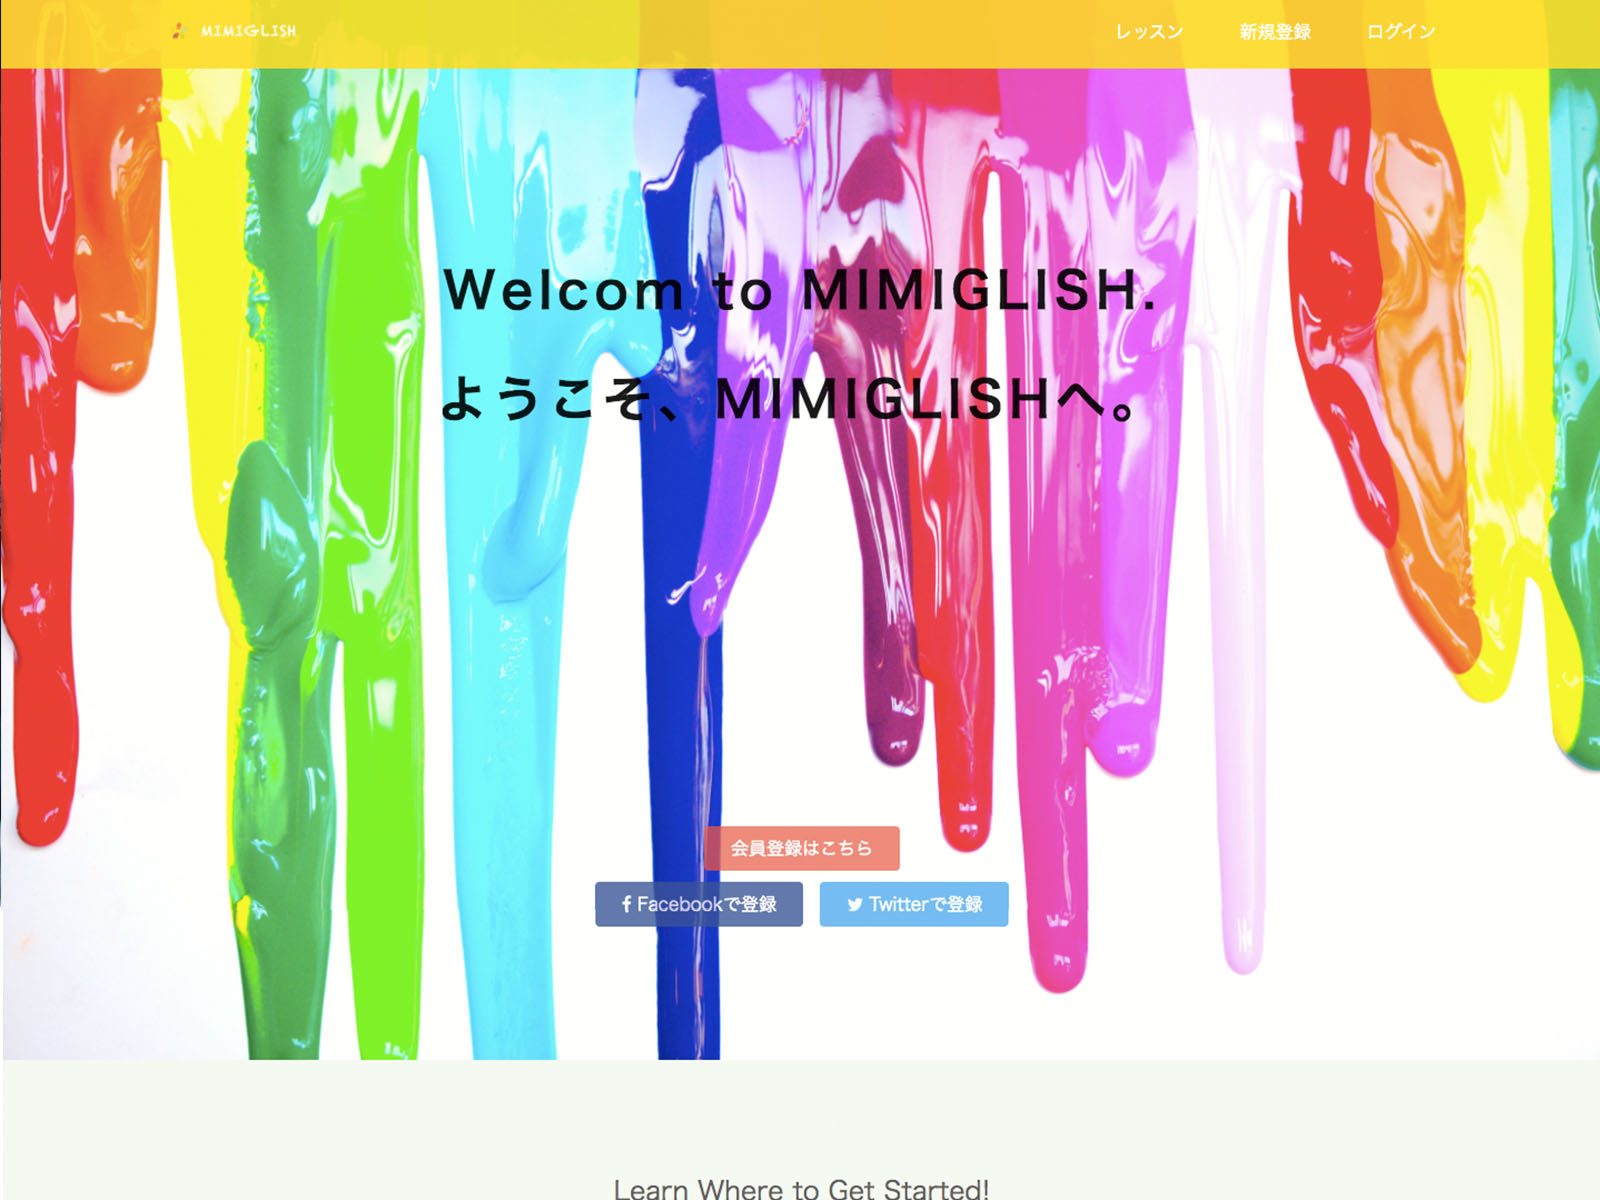 MIMIGLISH
レッスン 新規登録 ログイン
Welcom to MIMIGLISH.
ようこそ、MIMIGLISHへ。
会員登録はこちら
Facebookで登録 Twitterで登録
Learn Where to Get Started!